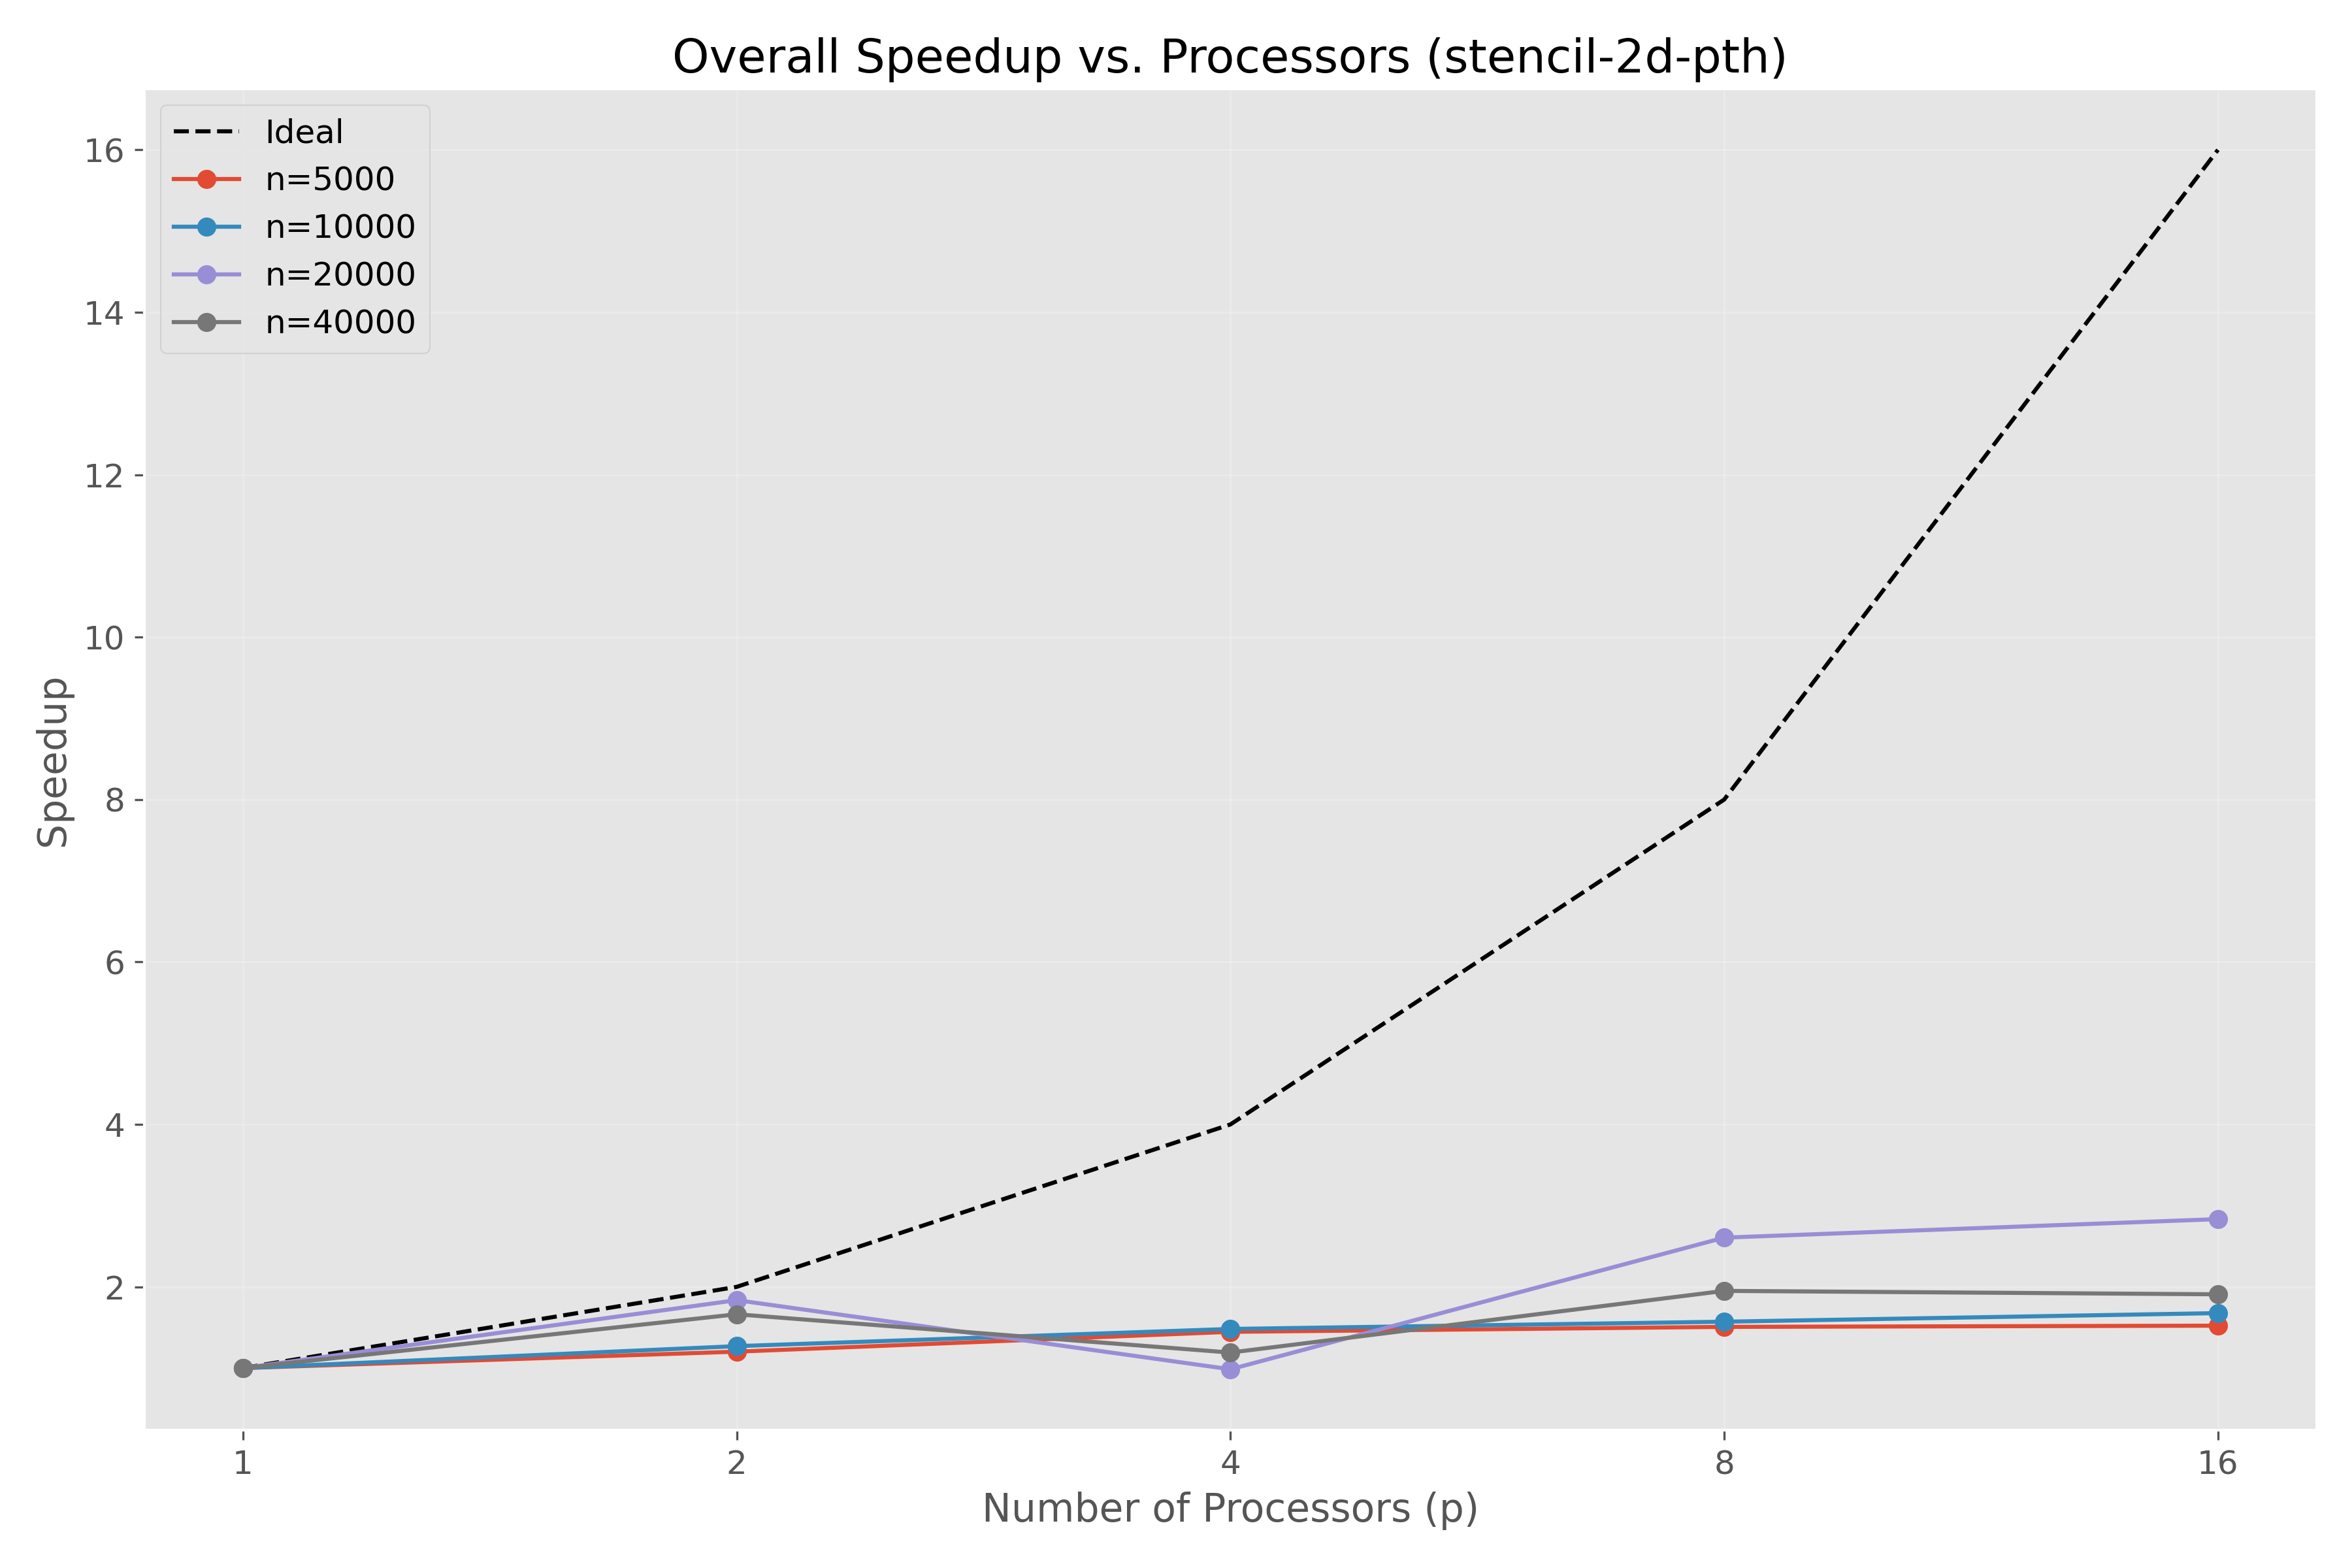 Overall Speedup vs. Processors (stencil-2d-pth)
Ideal
n=5000
n=10000
n=20000
n=40000
16
14
12
10
8
6
4
2
Speedup
1 2 4 8 16
Number of Processors (p)